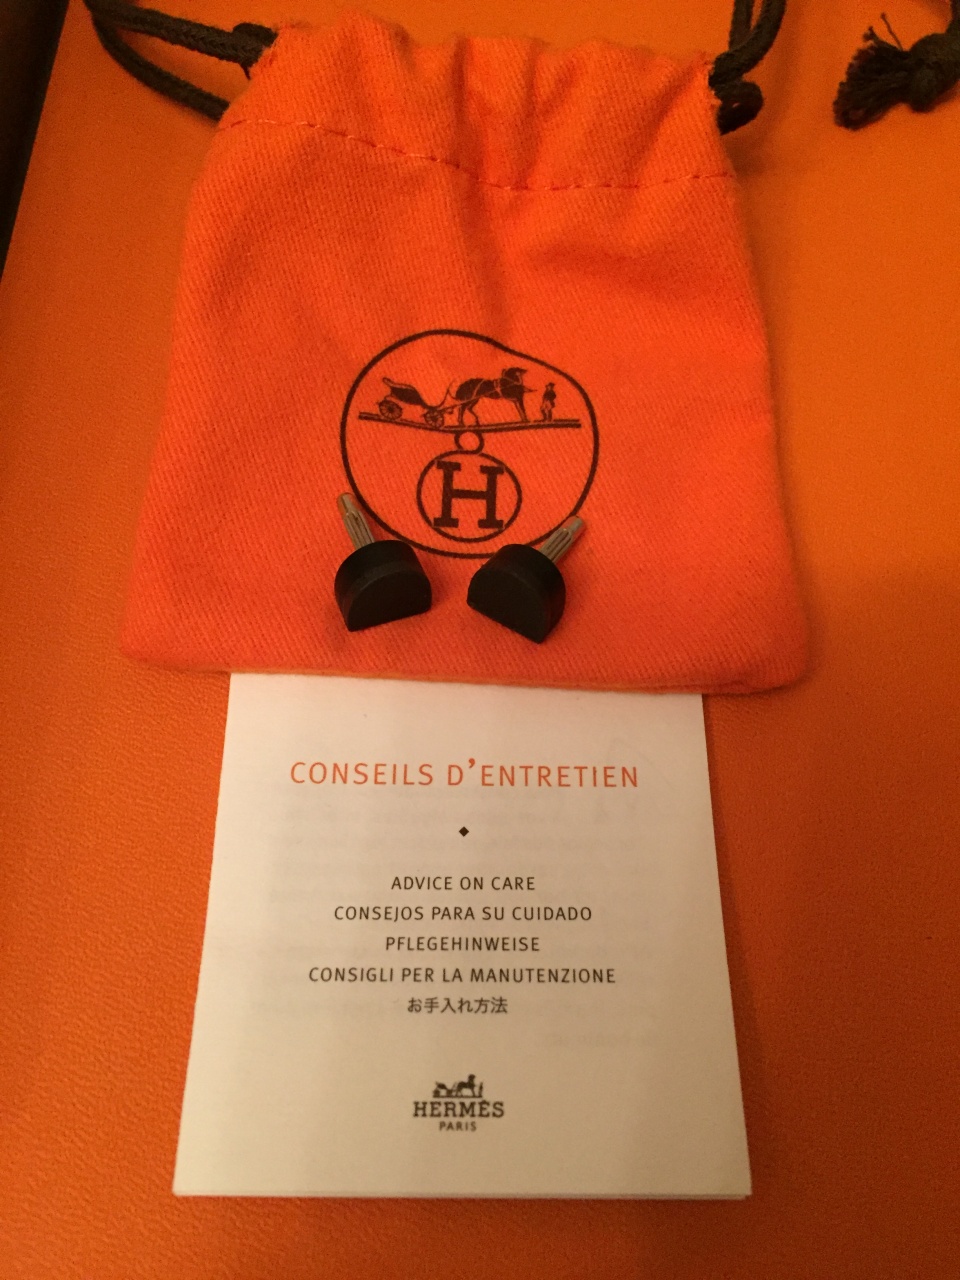 H
CONSEILS D'ENTRETIEN
ADVICE ON CARE
CONSEJOS PARA SU CUIDADO
PFLEGEHINWEISE
CONSIGLI PER LA MANUTENZIONE
お手入れ方法
HERMÈS
PARIS